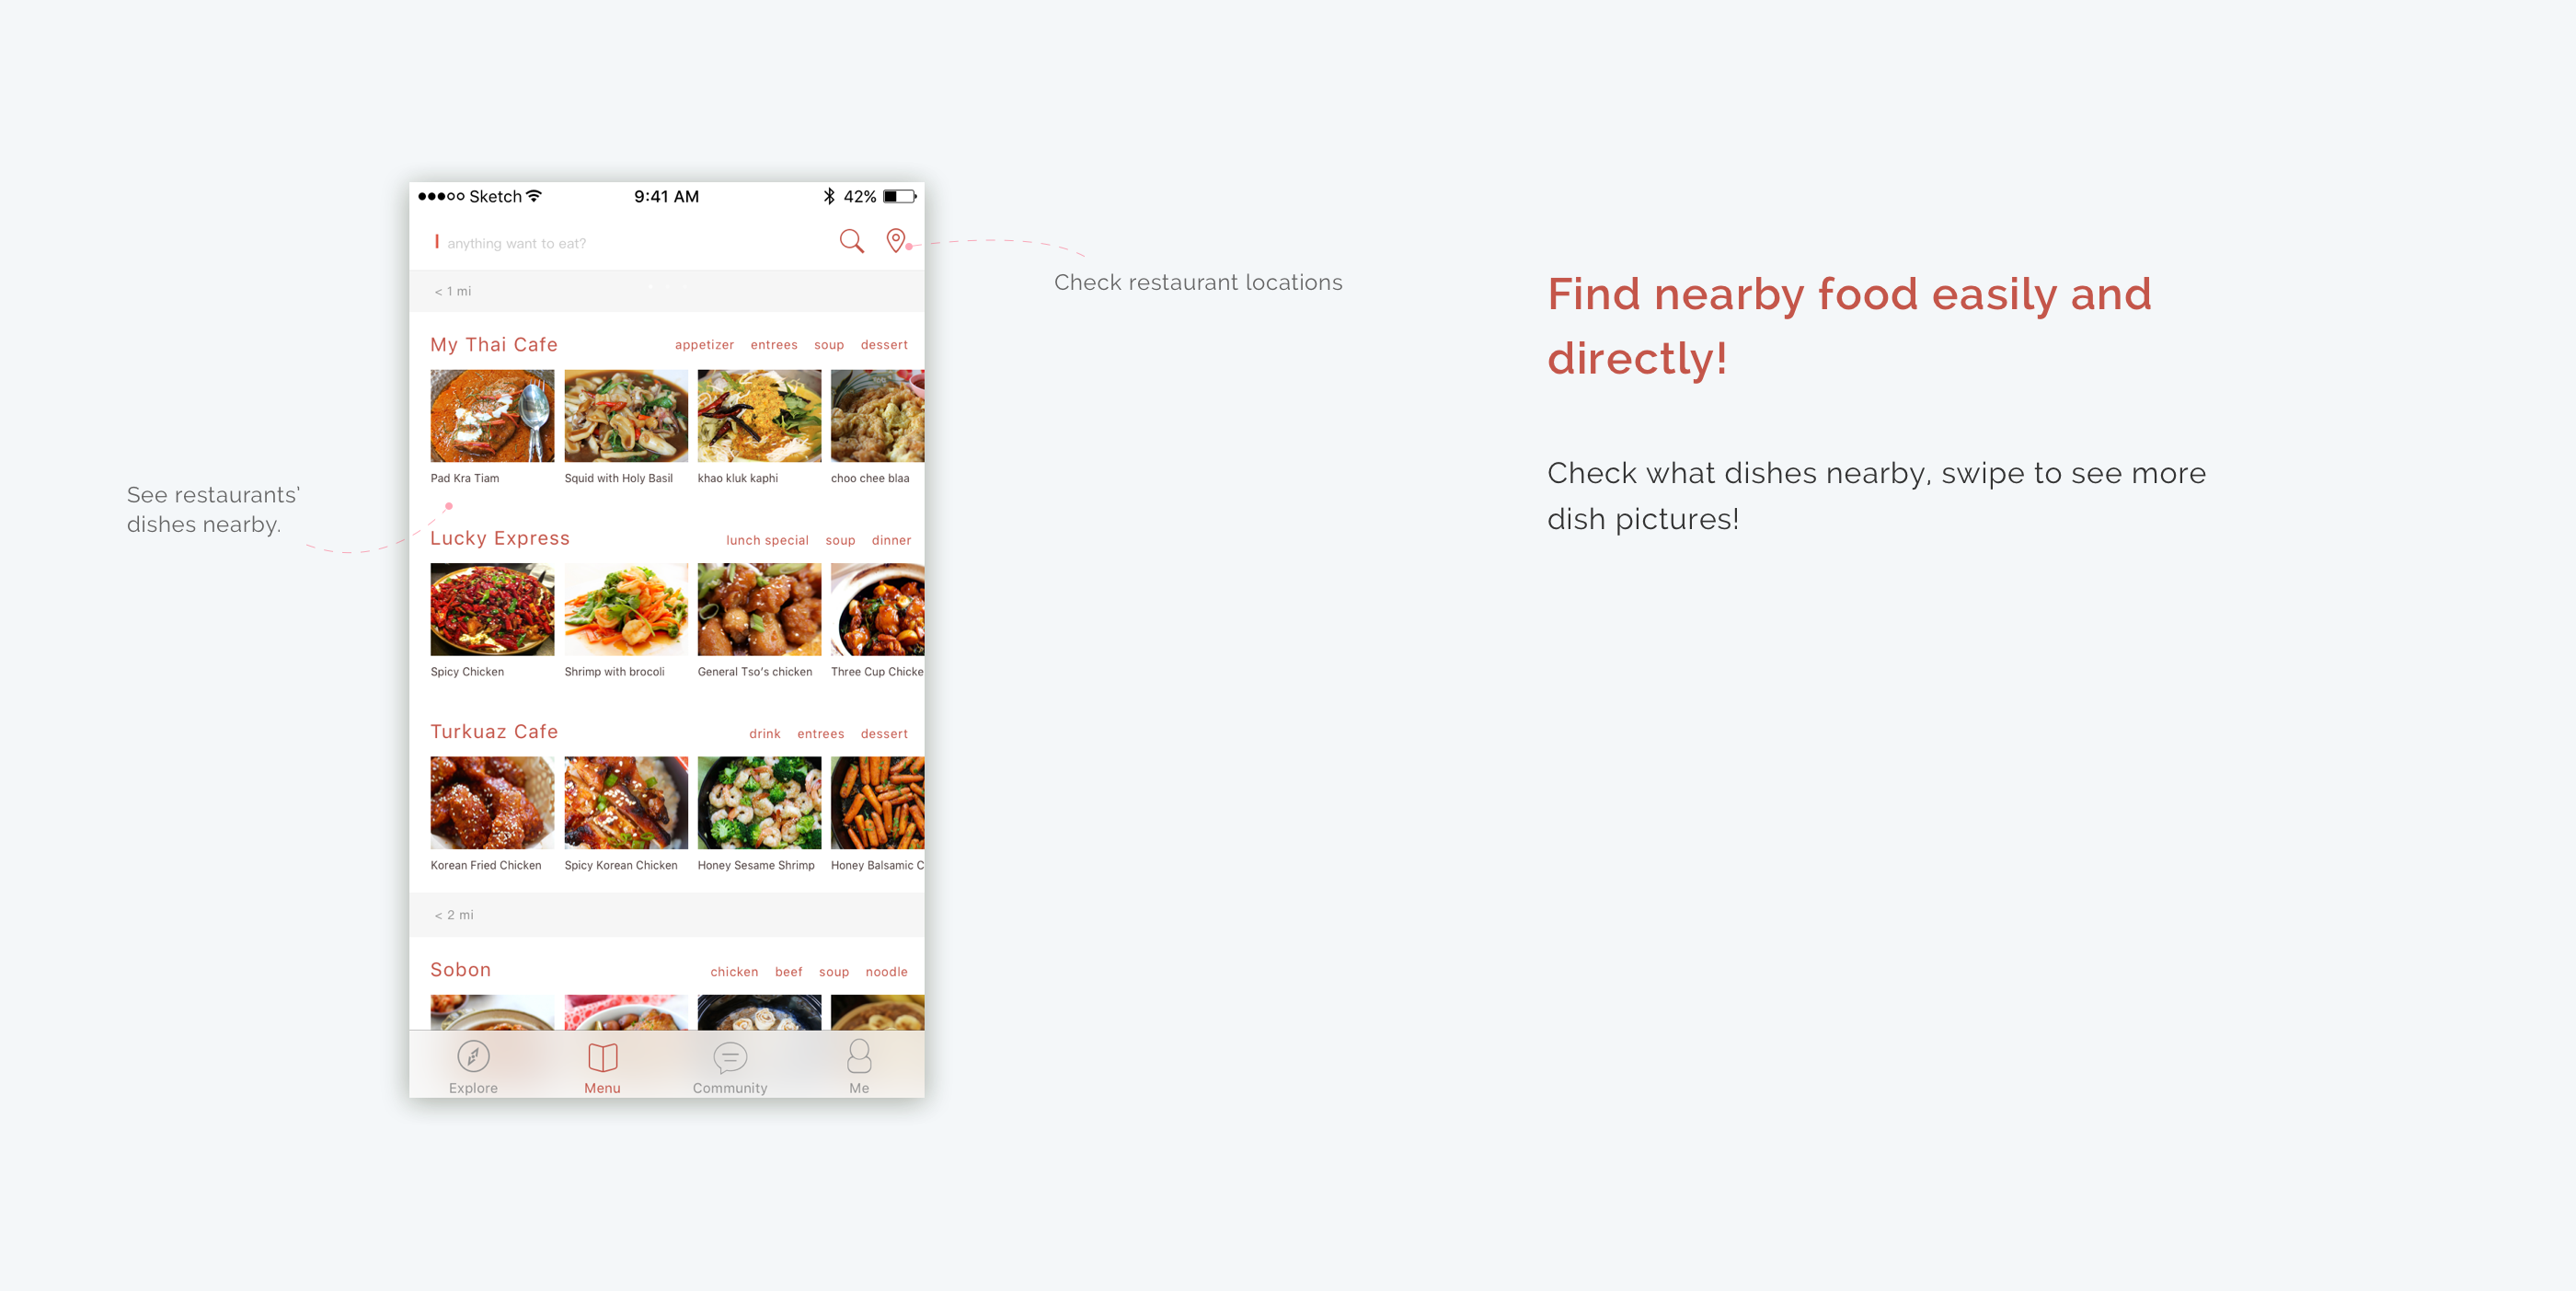 Sketch 9:41 AM 42%
anything want to eat?
< 1 mi
My Thai Cafe appetizer entrees soup dessert
Pad Kra Tiam Squid with Holy Basil khao kluk kaphi choo chee blaa
Lucky Express lunch special soup dinner
Spicy Chicken Shrimp with brocoli General Tso's chicken Three Cup Chicke
Turkuaz Cafe drink entrees dessert
Korean Fried Chicken Spicy Korean Chicken Honey Sesame Shrimp Honey Balsamic C
< 2 mi
Sobon chicken beef soup noodle
Explore Menu Community Me
See restaurants'
dishes nearby.
Check restaurant locations
Find nearby food easily and
directly!
Check what dishes nearby, swipe to see more
dish pictures!